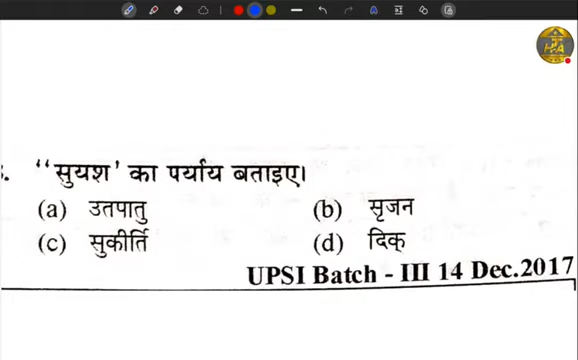 . "सुयश' का पर्याय बताइए।
(a) उतपातु (b) सृजन
(c) सुकीर्ति (d) दिक्
UPSI Batch - III 14 Dec.2017